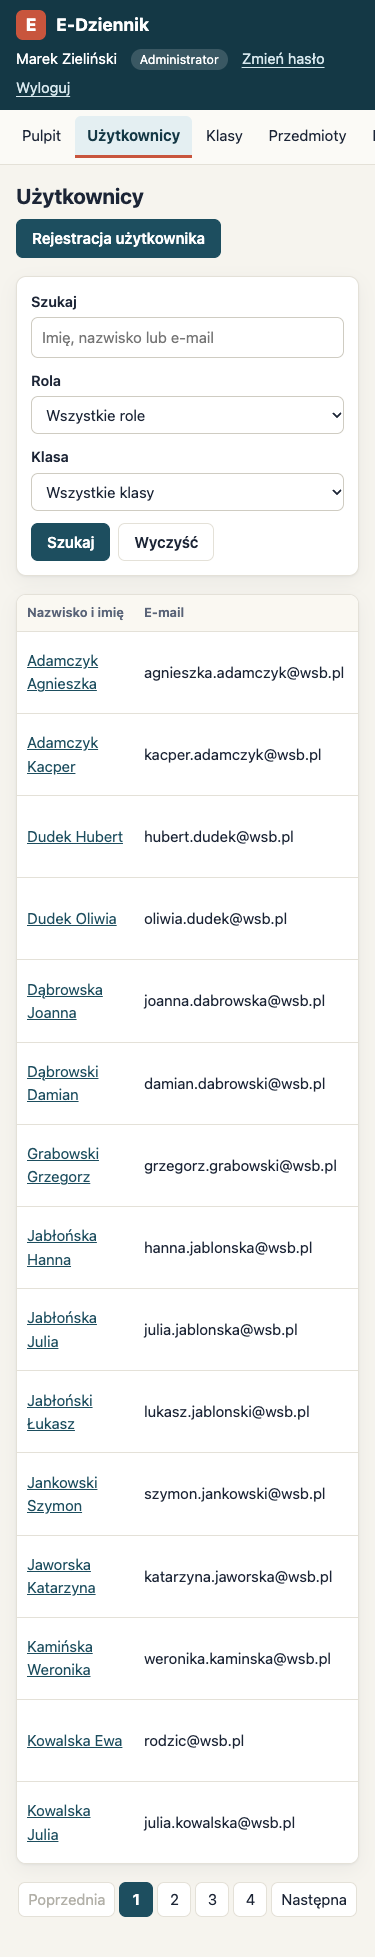 E E-Dziennik
Marek Zieliński Administrator Zmień hasło
Wyloguj
Pulpit Użytkownicy Klasy Przedmioty
Użytkownicy
Rejestracja użytkownika
Szukaj
Imię, nazwisko lub e-mail
Rola
Wszystkie role
Klasa
Wszystkie klasy
Szukaj Wyczyść
Nazwisko i imię E-mail
Adamczyk
Agnieszka agnieszka.adamczyk@wsb.pl
Adamczyk
Kacper kacper.adamczyk@wsb.pl
Dudek Hubert hubert.dudek@wsb.pl
Dudek Oliwia oliwia.dudek@wsb.pl
Dąbrowska
Joanna joanna.dabrowska@wsb.pl
Dąbrowski
Damian damian.dabrowski@wsb.pl
Grabowski
Grzegorz grzegorz.grabowski@wsb.pl
Jabłońska
Hanna hanna.jablonska@wsb.pl
Jabłońska
Julia julia.jablonska@wsb.pl
Jabłoński
Łukasz lukasz.jablonski@wsb.pl
Jankowski
Szymon szymon.jankowski@wsb.pl
Jaworska
Katarzyna katarzyna.jaworska@wsb.pl
Kamińska
Weronika weronika.kaminska@wsb.pl
Kowalska Ewa rodzic@wsb.pl
Kowalska
Julia julia.kowalska@wsb.pl
Poprzednia 1 2 3 4 Następna